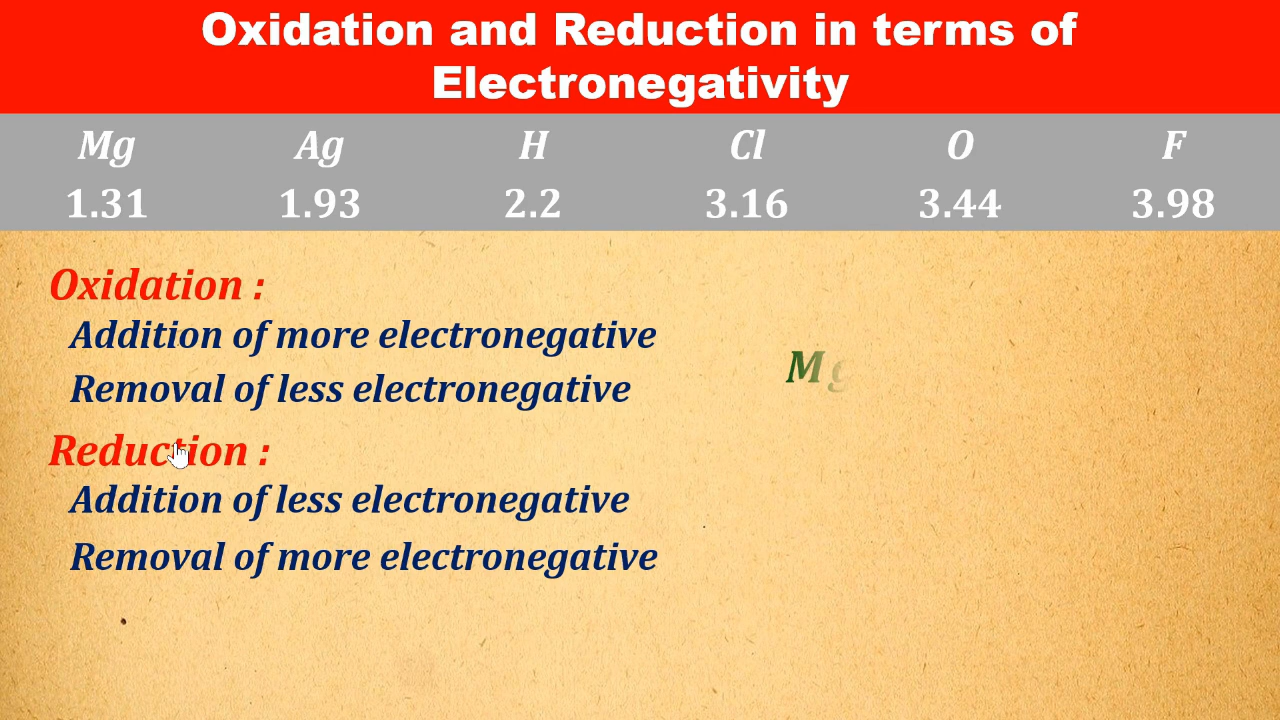 Oxidation and Reduction in terms of
Electronegativity
Mg Ag H Cl O F
1.31 1.93 2.2 3.16 3.44 3.98
Oxidation :
Addition of more electronegative
Removal of less electronegative
Mg
Reduction :
Addition of less electronegative
Removal of more electronegative